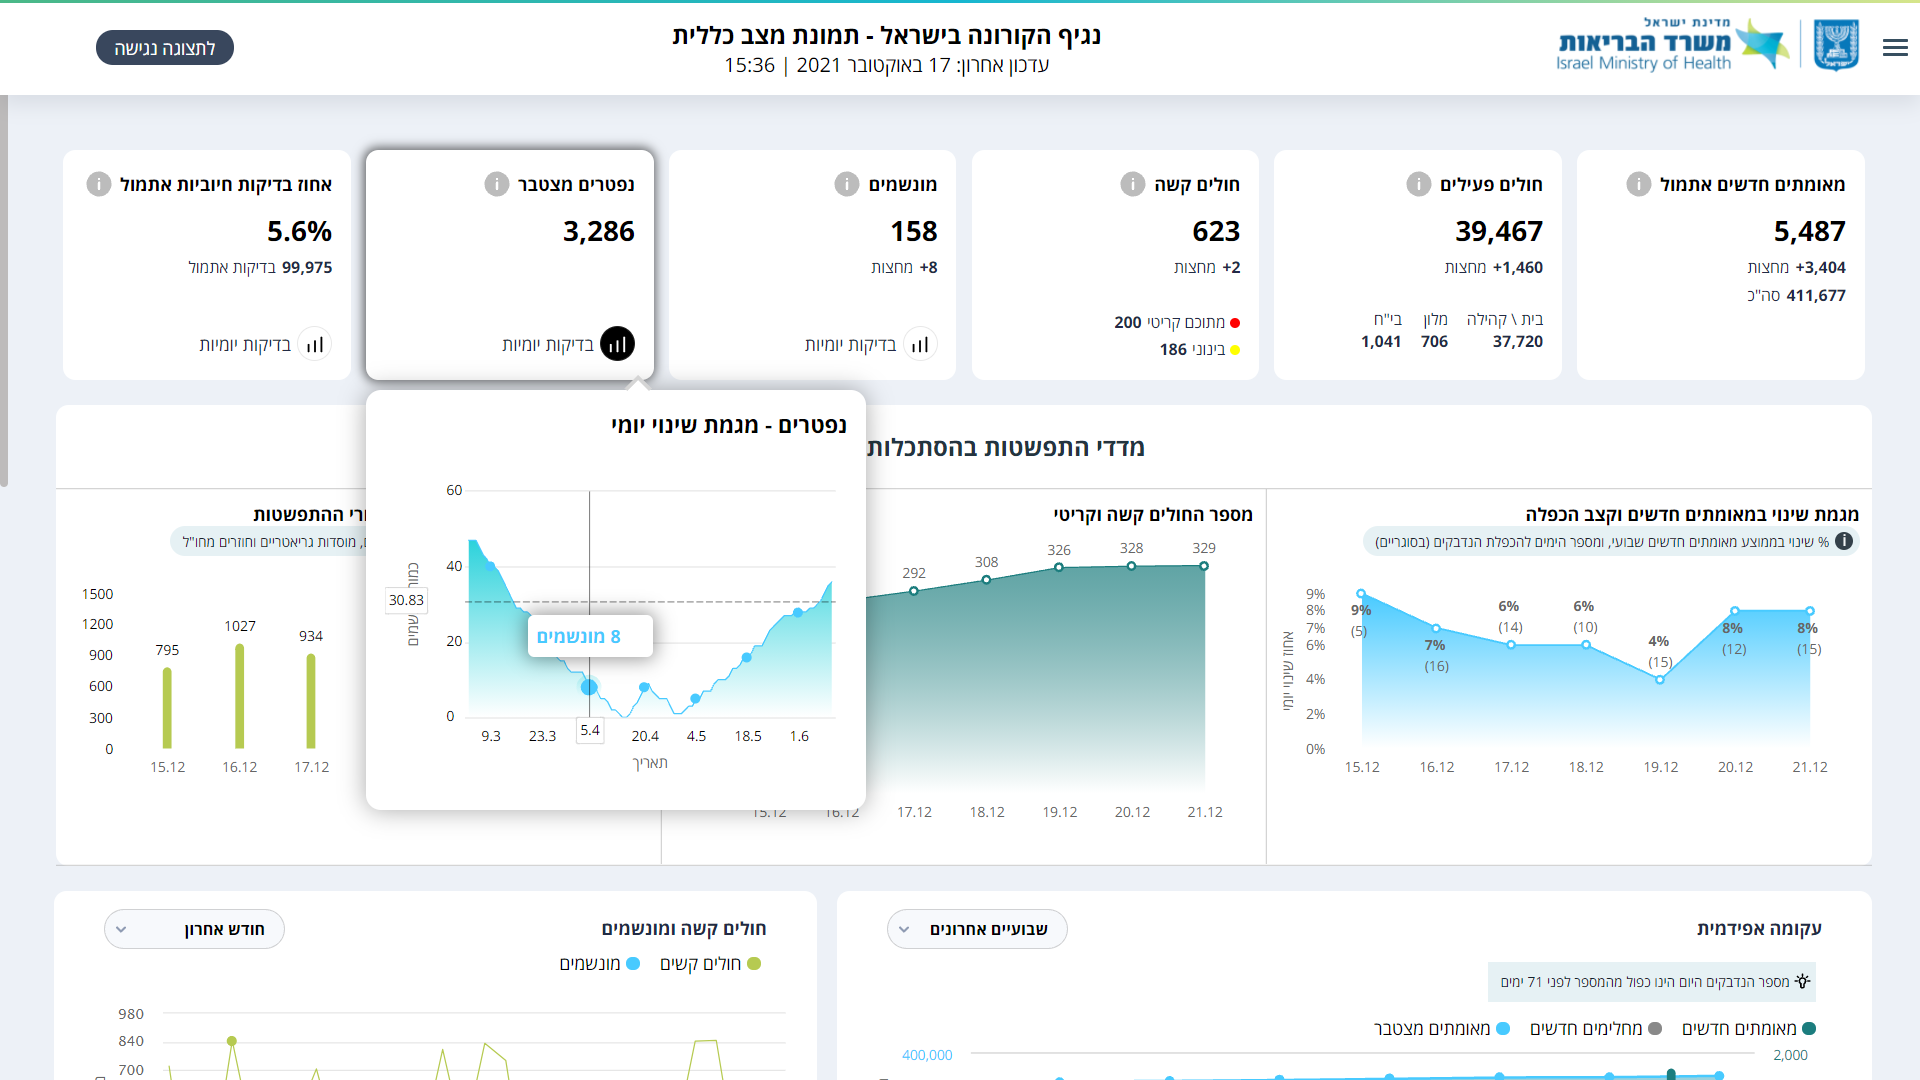 מדינת ישראל
משרד הבריאות
Israel Ministry of Health
נגיף הקורונה בישראל - תמונת מצב כללית
עדכון אחרון: 17 באוקטובר 2021 | 15:36
לתצוגה נגישה
מאומתים חדשים אתמול
5,487
+3,404 מחצות
411,677 סה"כ
חולים פעילים
39,467
+1,460 מחצות
בית \ קהילה מלון בי"ח
37,720 706 1,041
חולים קשה
623
+2 מחצות
מתוכם קריטי 200
בינוני 186
מונשמים
158
+8 מחצות
בדיקות יומיות
נפטרים מצטבר
3,286
בדיקות יומיות
אחוז בדיקות חיוביות אתמול
5.6%
99,975 בדיקות אתמול
בדיקות יומיות
מדדי התפשטות בהסתכלות
מגמת שינוי במאומתים חדשים וקצב הכפלה
% שינוי בממוצע מאומתים חדשים שבועי, ומספר הימים להכפלת הנדבקים (בסוגריים)
אחוז שינוי יומי
9%
8%
7%
6%
4%
2%
0%
9% (5)
7% (16)
6% (14)
6% (10)
4% (15)
8% (12)
8% (15)
15.12 16.12 17.12 18.12 19.12 20.12 21.12
מספר החולים קשה וקריטי
292 308 326 328 329
15.12 16.12 17.12 18.12 19.12 20.12 21.12
נפטרים - מגמת שינוי יומי
60
40
30.83
20
0
8 מונשמים
9.3 23.3 5.4 20.4 4.5 18.5 1.6
תאריך
רי ההתפשטות
מוסדות גריאטריים וחוזרים מחו"ל
1500
1200
900
600
300
0
795 1027 934
15.12 16.12 17.12
עקומה אפידמית
שבועיים אחרונים
מספר הנדבקים היום הינו כפול מהמספר לפני 71 ימים
מאומתים חדשים מחלימים חדשים מאומתים מצטבר
400,000
2,000
חולים קשה ומונשמים
חודש אחרון
חולים קשים מונשמים
980
840
700